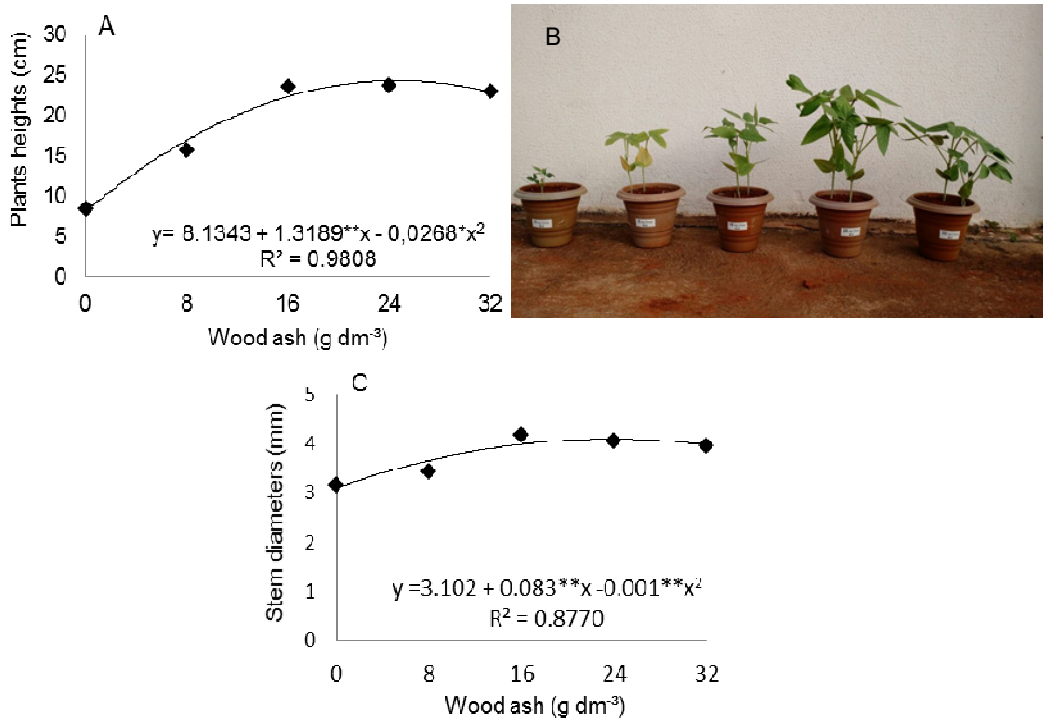 A
Plants heights (cm)
30
25
20
15
10
5
0
y= 8.1343 + 1.3189**x - 0,0268*x²
R² = 0.9808
0 8 16 24 32
Wood ash (g dm⁻³)
B
C
Stem diameters (mm)
5
4
3
2
1
0
y =3.102 + 0.083**x -0.001**x²
R² = 0.8770
0 8 16 24 32
Wood ash (g dm⁻³)